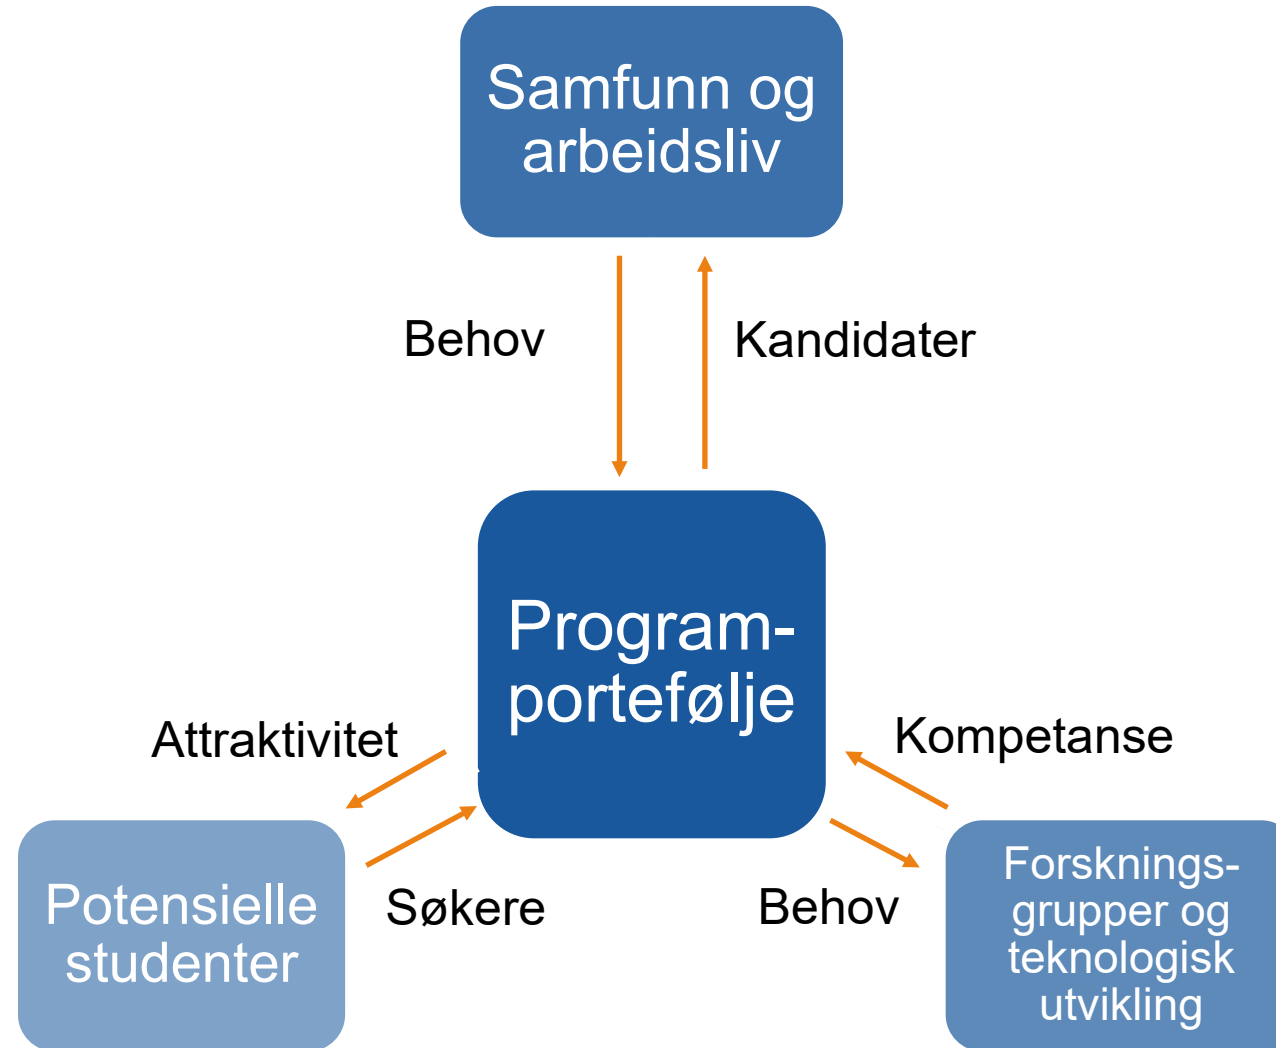 Samfunn og
arbeidsliv
Behov
Kandidater
Program-
portefølje
Attraktivitet
Kompetanse
Potensielle
studenter
Søkere
Behov
Forsknings-
grupper og
teknologisk
utvikling